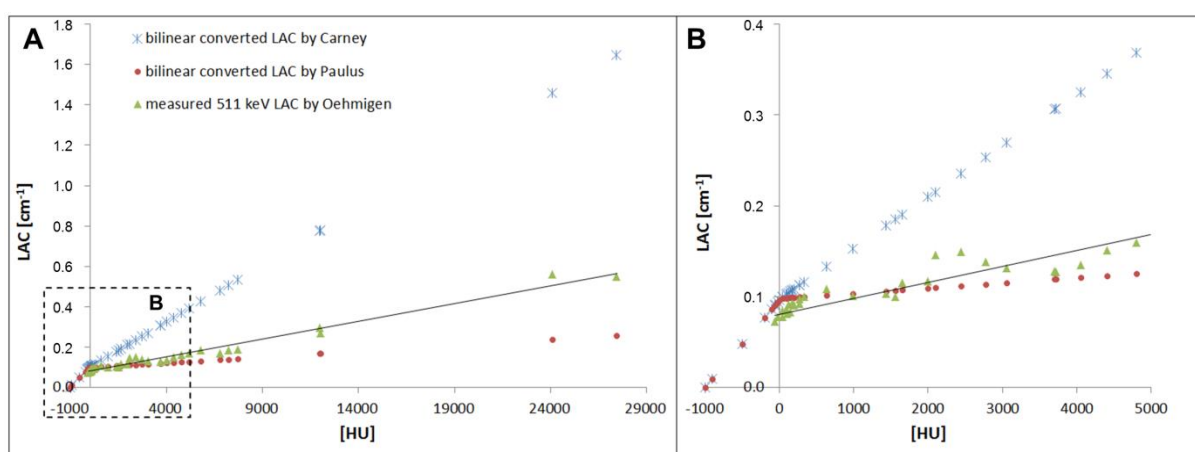 A
bilinear converted LAC by Carney
bilinear converted LAC by Paulus
measured 511 keV LAC by Oehmigen
LAC [cm⁻¹]
1.8
1.6
1.4
1.2
1.0
0.8
0.6
0.4
0.2
0.0
B
-1000 4000 9000 14000 19000 24000 29000
[HU]
B
LAC [cm⁻¹]
0.4
0.3
0.2
0.1
0.0
-1000 0 1000 2000 3000 4000 5000
[HU]